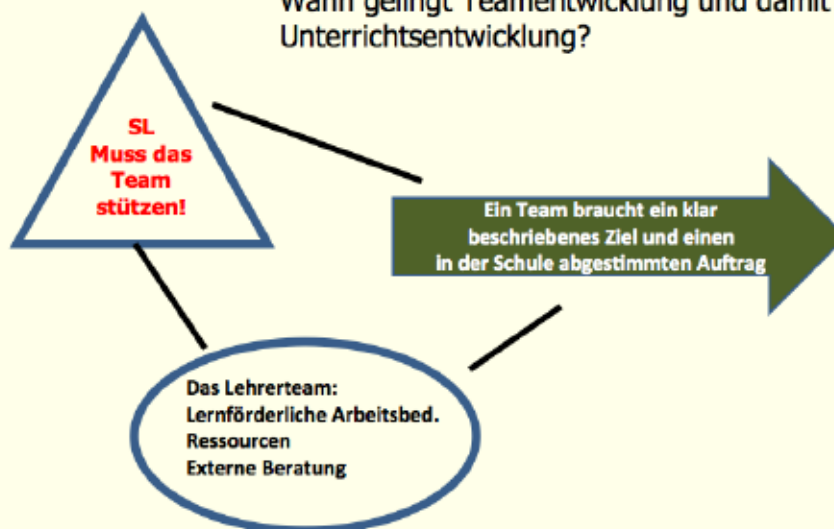 Wann gelingt Teamentwicklung und damit
Unterrichtsentwicklung?
SL
Muss das
Team
stützen!
Ein Team braucht ein klar
beschriebenes Ziel und einen
in der Schule abgestimmten Auftrag
Das Lehrerteam:
Lernförderliche Arbeitsbed.
Ressourcen
Externe Beratung